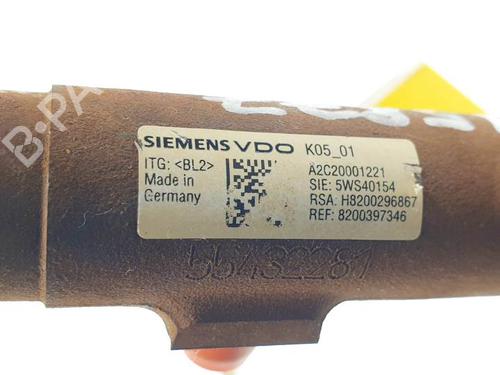 SIEMENS VDO K05_01
ITG: <BL2> A2C20001221
Made in SIE: 5WS40154
Germany RSA: H8200296867
REF: 8200397346
55432281
B-PA